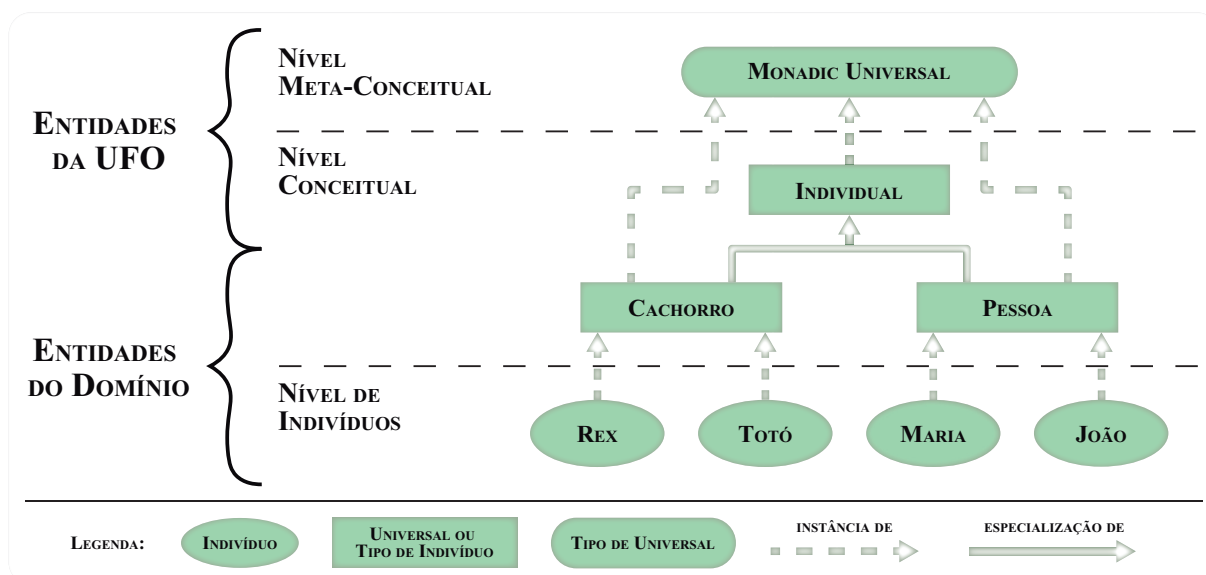 Nível
Meta-Conceitual
Monadic Universal
Entidades
da UFO
Nível
Conceitual
Individual
Cachorro
Pessoa
Entidades
do Domínio
Nível de
Indivíduos
Rex
Totó
Maria
João
Legenda:
Indivíduo
Universal ou
Tipo de Indivíduo
Tipo de Universal
instância de
especialização de